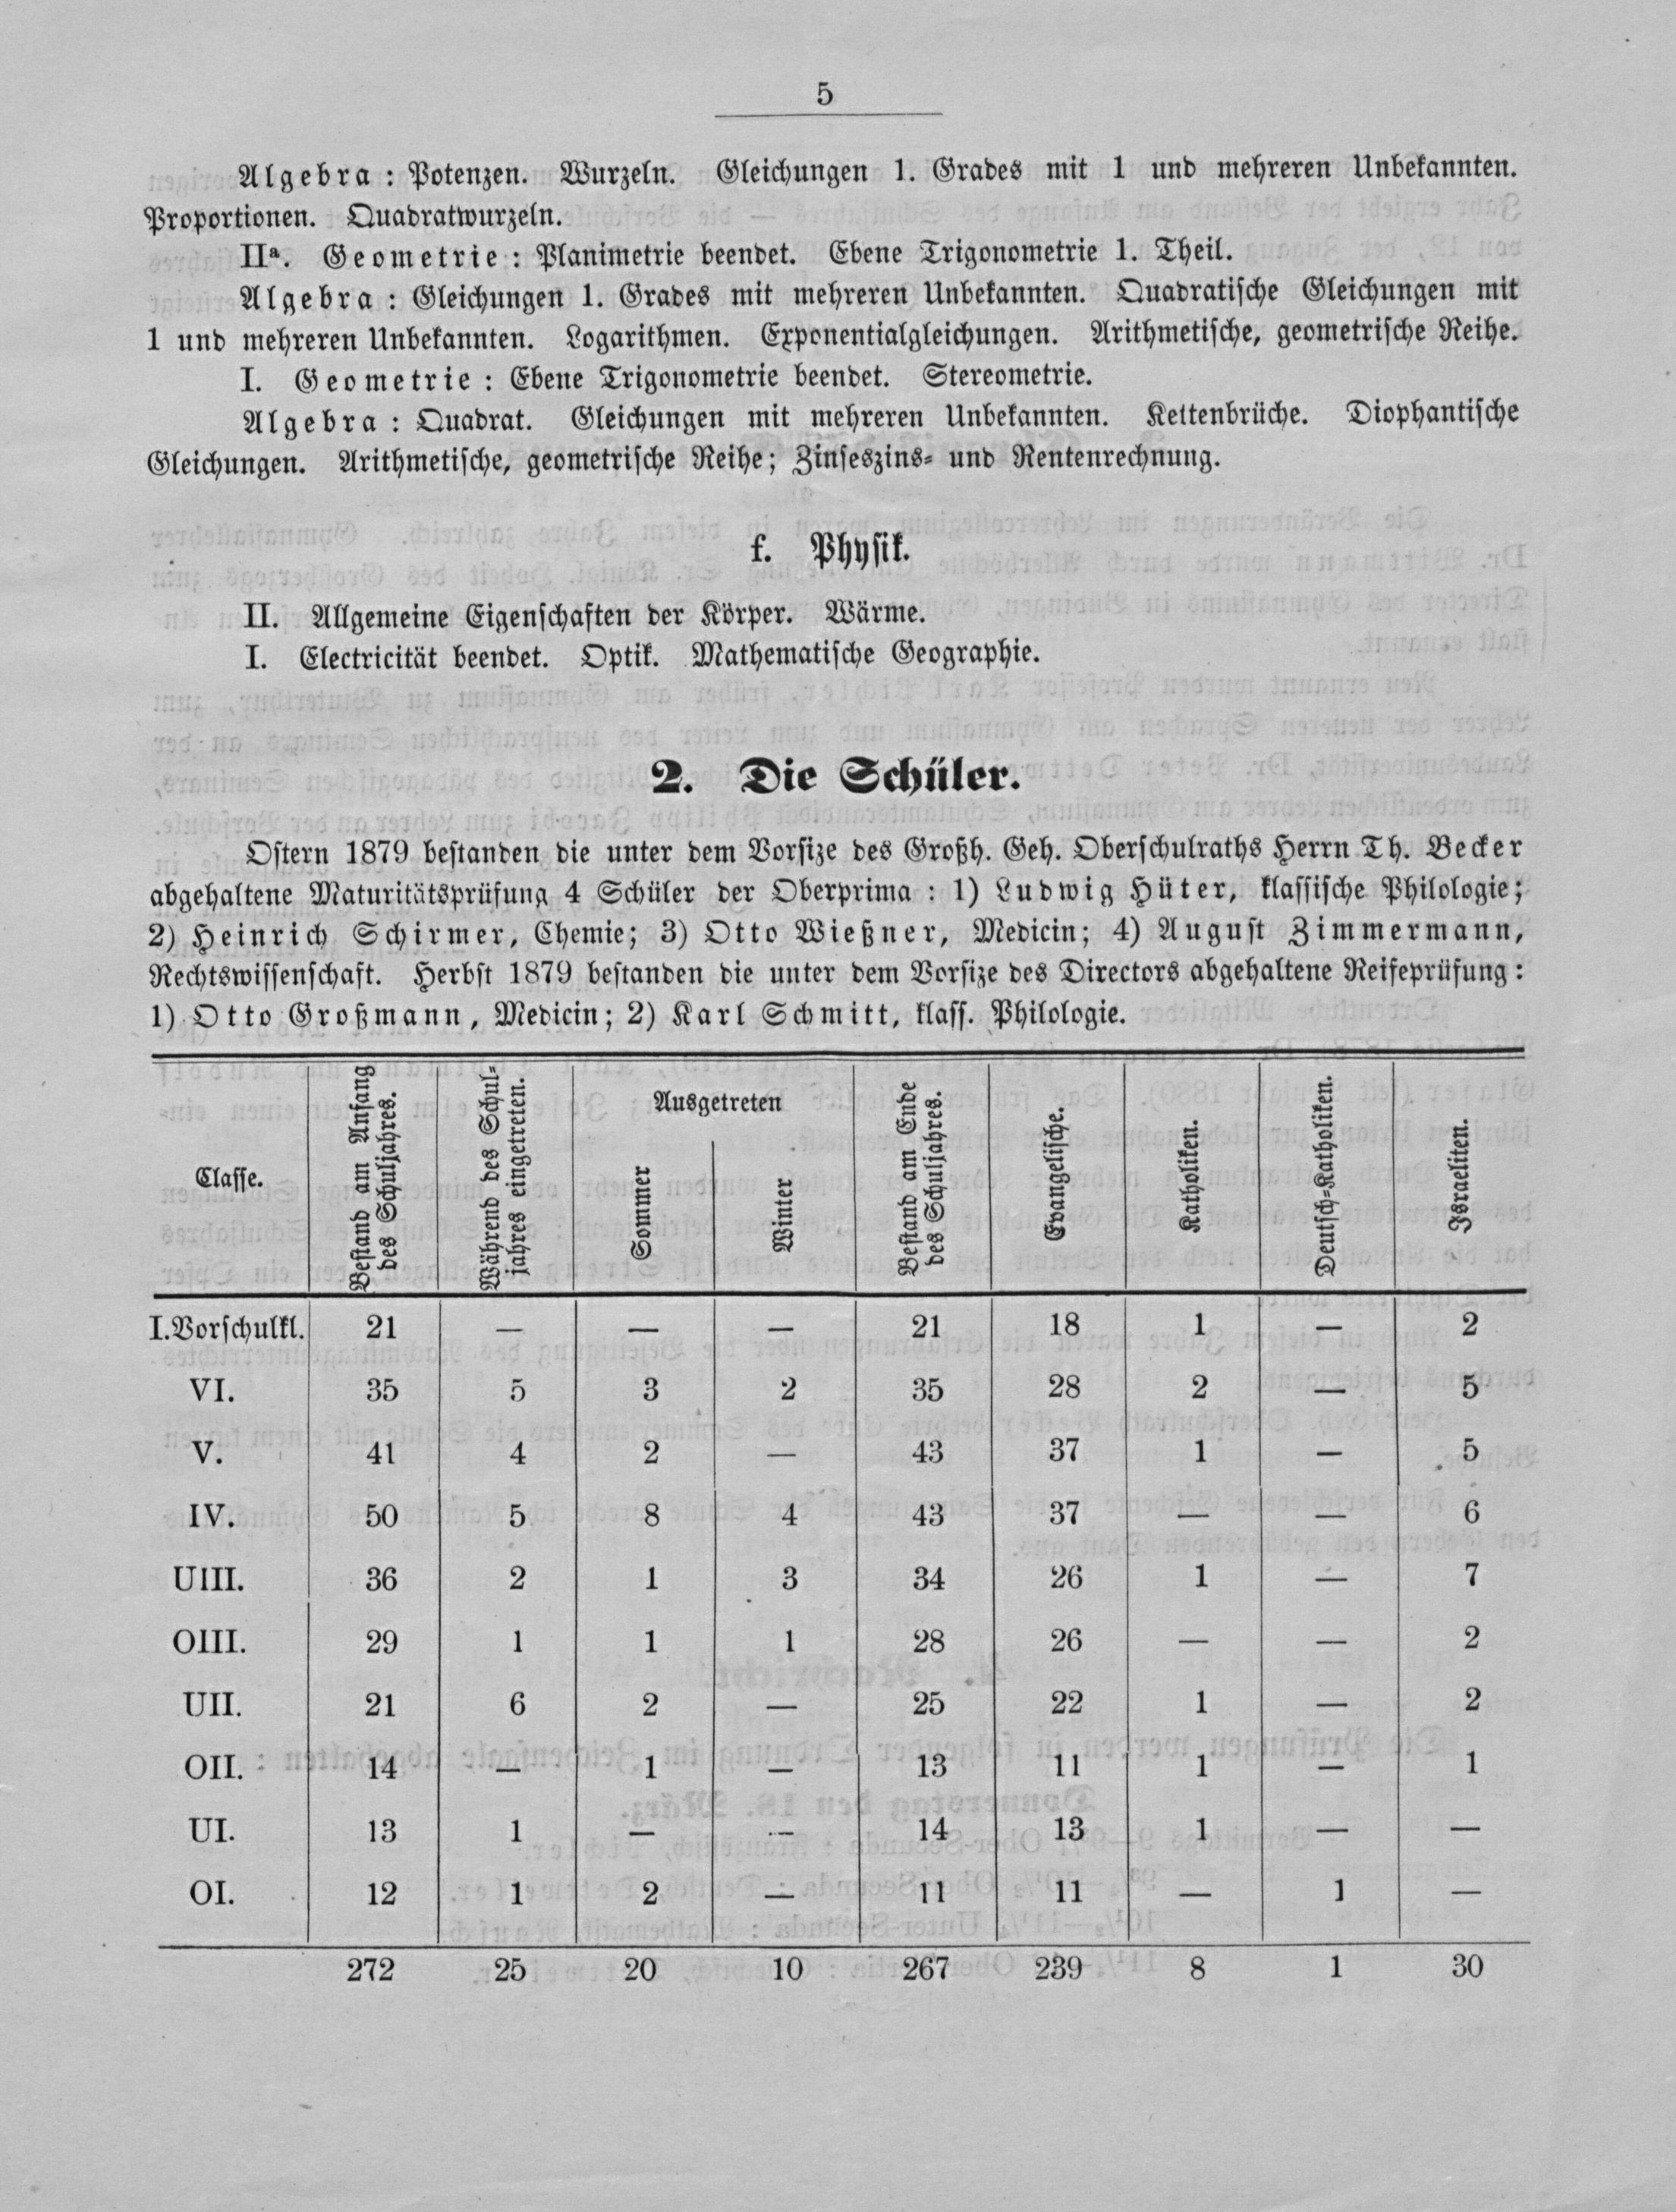 5
Algebra: Potenzen. Wurzeln. Gleichungen 1. Grades mit 1 und mehreren Unbekannten.
Proportionen. Quadratwurzeln.
IIa. Geometrie: Planimetrie beendet. Ebene Trigonometrie 1. Theil.
Algebra: Gleichungen 1. Grades mit mehreren Unbekannten. Quadratische Gleichungen mit
1 und mehreren Unbekannten. Logarithmen. Exponentialgleichungen. Arithmetische, geometrische Reihe.
I. Geometrie: Ebene Trigonometrie beendet. Stereometrie.
Algebra: Quadrat. Gleichungen mit mehreren Unbekannten. Kettenbrüche. Diophantische
Gleichungen. Arithmetische, geometrische Reihe; Zinseszins- und Rentenrechnung.
f. Physik.
II. Allgemeine Eigenschaften der Körper. Wärme.
I. Electricität beendet. Optik. Mathematische Geographie.
2. Die Schüler.
Ostern 1879 bestanden die unter dem Vorsize des Großh. Geh. Oberschulraths Herrn Th. Becker
abgehaltene Maturitätsprüfung 4 Schüler der Oberprima: 1) Ludwig Hüter, klassische Philologie;
2) Heinrich Schirmer, Chemie; 3) Otto Wießner, Medicin; 4) August Zimmermann,
Rechtswissenschaft. Herbst 1879 bestanden die unter dem Vorsize des Directors abgehaltene Reifeprüfung:
1) Otto Großmann, Medicin; 2) Karl Schmitt, klass. Philologie.
Classe. Bestand am Anfang des Schuljahres. Während des Schul-jahres eingetreten. Ausgetreten Sommer Winter Bestand am Ende des Schuljahres. Evangelische. Katholiken. Deutsch-Katholiken. Israeliten.
I. Vorschulkl. 21 — — — 21 18 1 — 2
VI. 35 5 3 2 35 28 2 — 5
V. 41 4 2 — 43 37 1 — 5
IV. 50 5 8 4 43 37 — — 6
UIII. 36 2 1 3 34 26 1 — 7
OIII. 29 1 1 1 28 26 — — 2
UII. 21 6 2 — 25 22 1 — 2
OII. 14 — 1 — 13 11 1 — 1
UI. 13 1 — — 14 13 1 — —
OI. 12 1 2 — 11 11 — 1 —
272 25 20 10 267 239 8 1 30